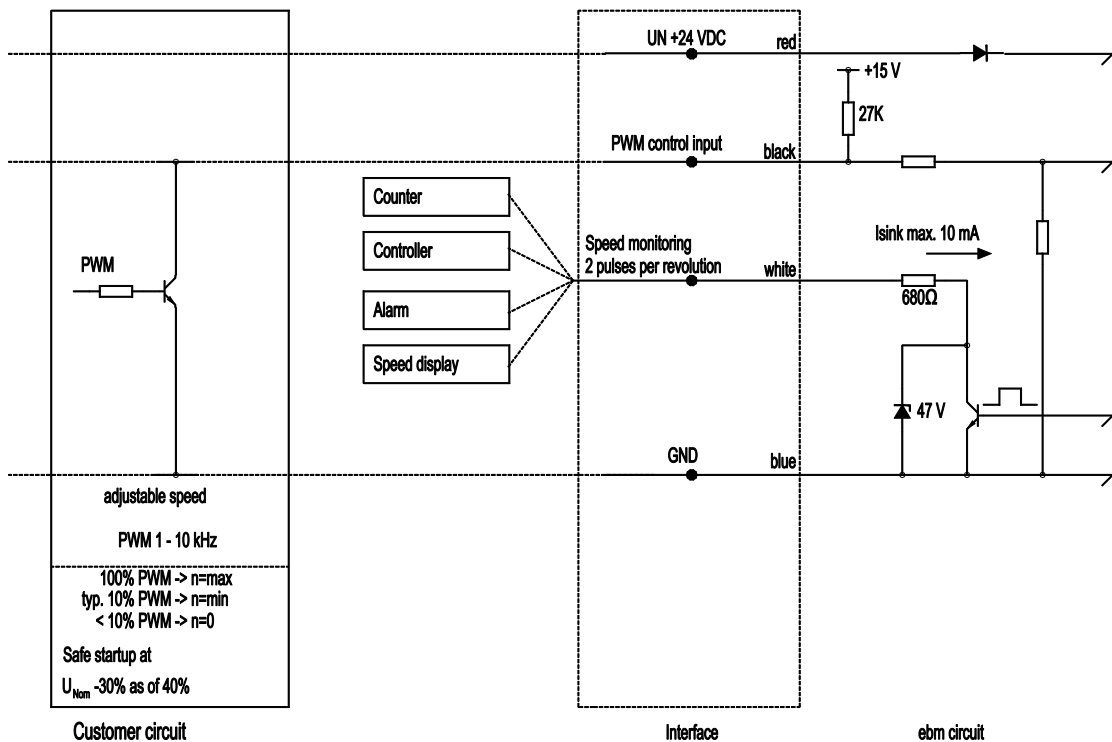 UN +24 VDC
red
+15 V
27K
PWM control input
black
Counter
Controller
Alarm
Speed display
Speed monitoring
2 pulses per revolution
white
Isink max. 10 mA
680Ω
PWM
47 V
GND
blue
adjustable speed
PWM 1 - 10 kHz
100% PWM -> n=max
typ. 10% PWM -> n=min
< 10% PWM -> n=0
Safe startup at
UNom -30% as of 40%
Customer circuit
Interface
ebm circuit